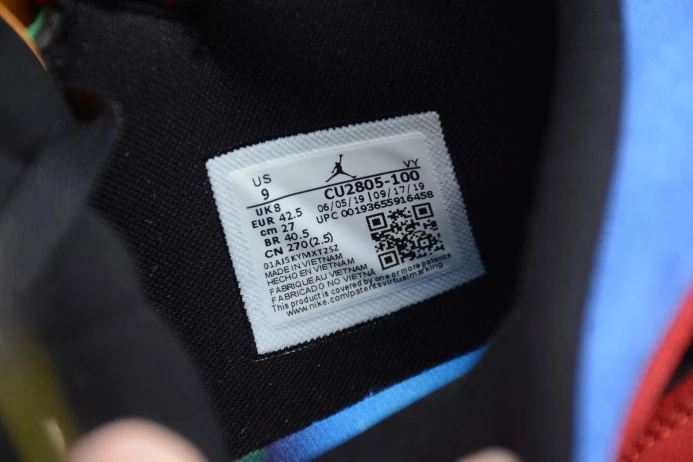 US VY
9 CU2805-100
UK 8 06/05/19 | 09/17/19
EUR 42.5 UPC 00193655916458
cm 27
BR 40.5
CN 270(2.5)
01AJ5KYMXT2SZ
MADE IN VIETNAM
HECHO EN VIETNAM
FABRIQUE AU VIETNAM
FABRICADO NO VIETNAM
This product is covered by one or more patents
www.nike.com/patentsvirtualmarking